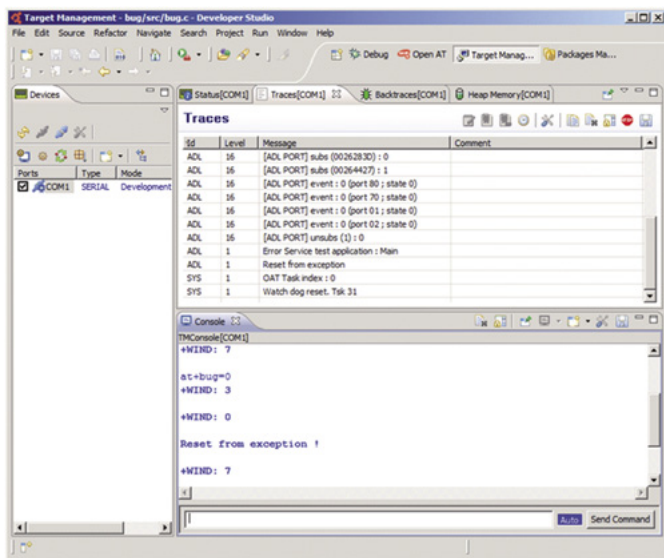 Target Management - bug/src/bug.c - Developer Studio
File Edit Source Refactor Navigate Search Project Run Window Help
Debug Open AT Target Manag... Packages Ma...
Devices
Ports Type Mode
COM1 SERIAL Development
Status[COM1] Traces[COM1] Backtraces[COM1] Heap Memory[COM1]
Traces
Id Level Message Comment
ADL 16 [ADL PORT] subs (0026283D) : 0
ADL 16 [ADL PORT] subs (00264427) : 1
ADL 16 [ADL PORT] event : 0 (port 80 ; state 0)
ADL 16 [ADL PORT] event : 0 (port 70 ; state 0)
ADL 16 [ADL PORT] event : 0 (port 01 ; state 0)
ADL 16 [ADL PORT] event : 0 (port 02 ; state 0)
ADL 16 [ADL PORT] unsubs (1) : 0
ADL 1 Error Service test application : Main
ADL 1 Reset from exception
SYS 1 OAT Task index : 0
SYS 1 Watch dog reset. Tsk 31
Console
TMConsole[COM1]
+WIND: 7
at+bug=0
+WIND: 3
+WIND: 0
Reset from exception !
+WIND: 7
Auto Send Command